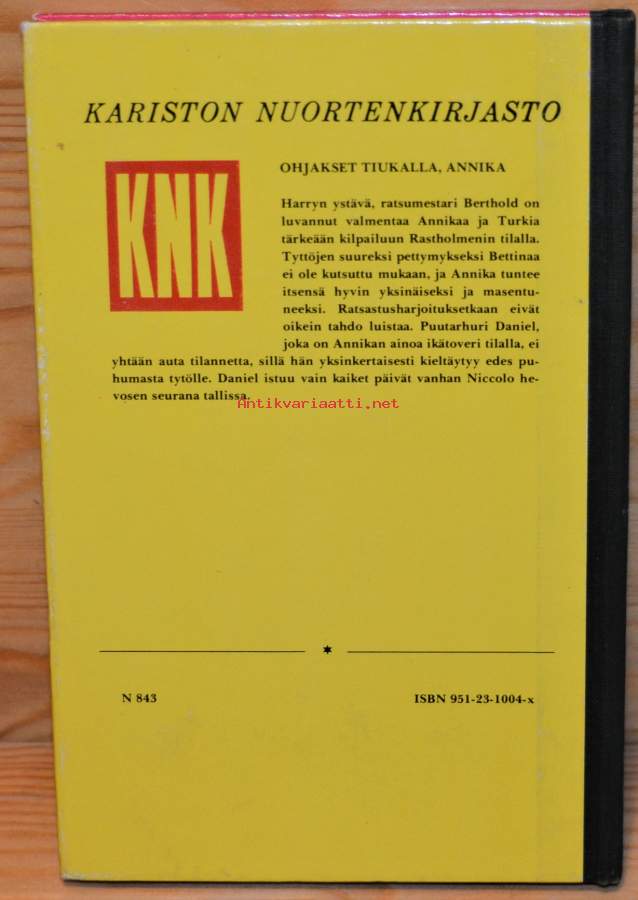 KARISTON NUORTENKIRJASTO
KNK
OHJAKSET TIUKALLA, ANNIKA
Harryn ystävä, ratsumestari Berthold on
luvannut valmentaa Annikaa ja Turkia
tärkeään kilpailuun Rastholmenin tilalla.
Tyttöjen suureksi pettymykseksi Bettinaa
ei ole kutsuttu mukaan, ja Annika tuntee
itsensä hyvin yksinäiseksi ja masentu-
neeksi. Ratsastusharjoituksetkaan eivät
oikein tahdo luistaa. Puutarhuri Daniel,
joka on Annikan ainoa ikätoveri tilalla, ei
yhtään auta tilannetta, sillä hän yksinkertaisesti kieltäytyy edes pu-
humasta tytölle. Daniel istuu vain kaiket päivät vanhan Niccolo he-
vosen seurana tallissa.
Antikvariaatti.net
N 843
ISBN 951-23-1004-x